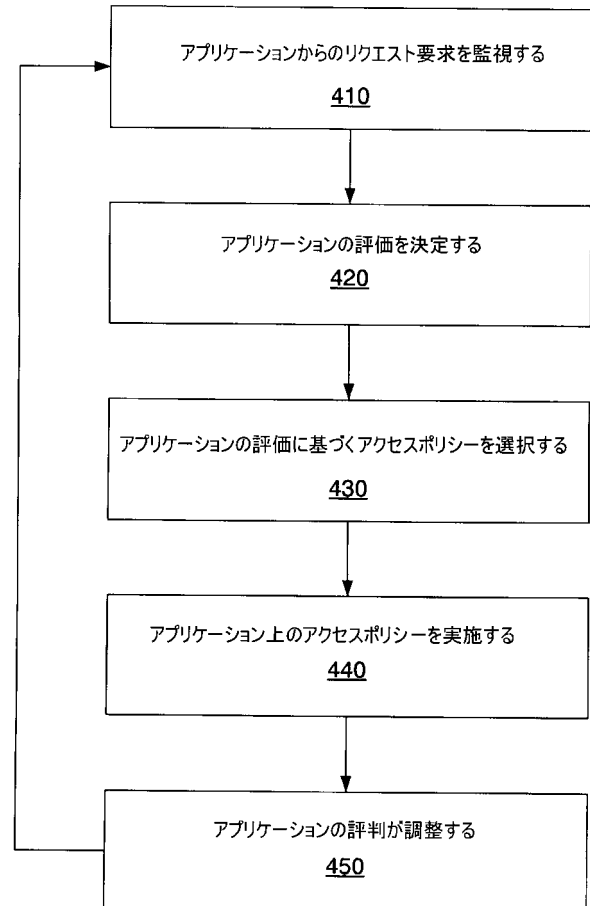 アプリケーションからのリクエスト要求を監視する
410
アプリケーションの評価を決定する
420
アプリケーションの評価に基づくアクセスポリシーを選択する
430
アプリケーション上のアクセスポリシーを実施する
440
アプリケーションの評判が調整する
450